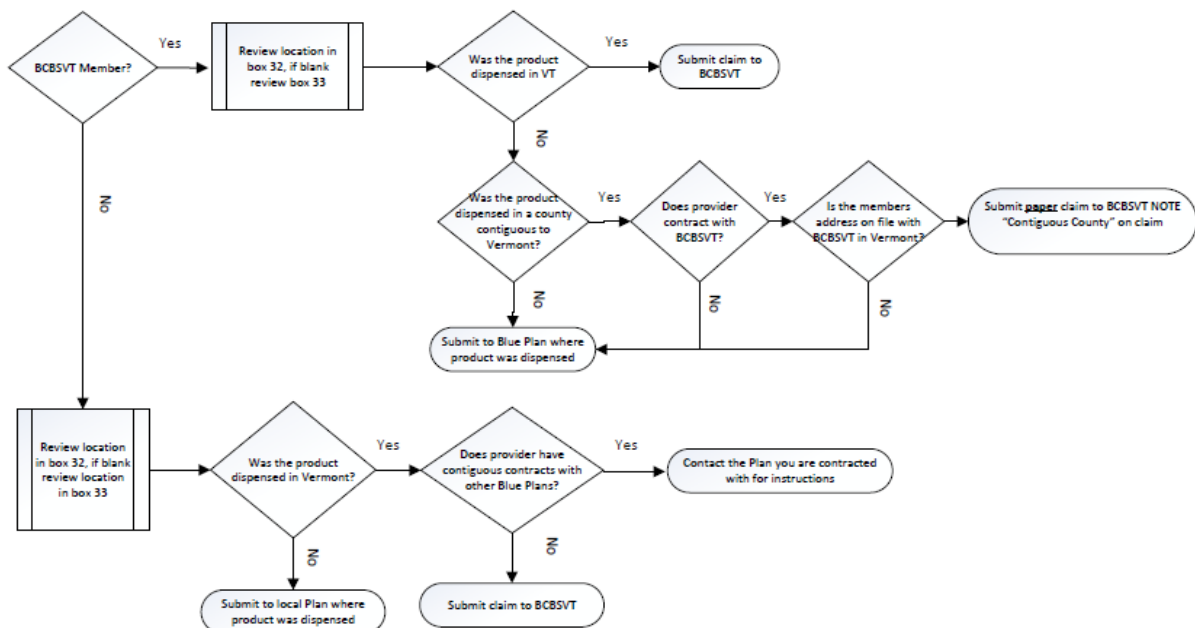 BCBSVT Member?
Yes
Review location in
box 32, if blank
review box 33
Was the product
dispensed in VT
Yes
Submit claim to
BCBSVT
No
No
Was the product
dispensed in a county
contiguous to
Vermont?
Yes
Does provider
contract with
BCBSVT?
Yes
Is the members
address on file with
BCBSVT in Vermont?
Submit paper claim to BCBSVT NOTE
“Contiguous County” on claim
No
No
No
Submit to Blue Plan where
product was dispensed
Review location
in box 32, if blank
review location
in box 33
Was the product
dispensed in Vermont?
Yes
Does provider have
contiguous contracts with
other Blue Plans?
Yes
Contact the Plan you are contracted
with for instructions
No
No
Submit to local Plan where
product was dispensed
Submit claim to BCBSVT